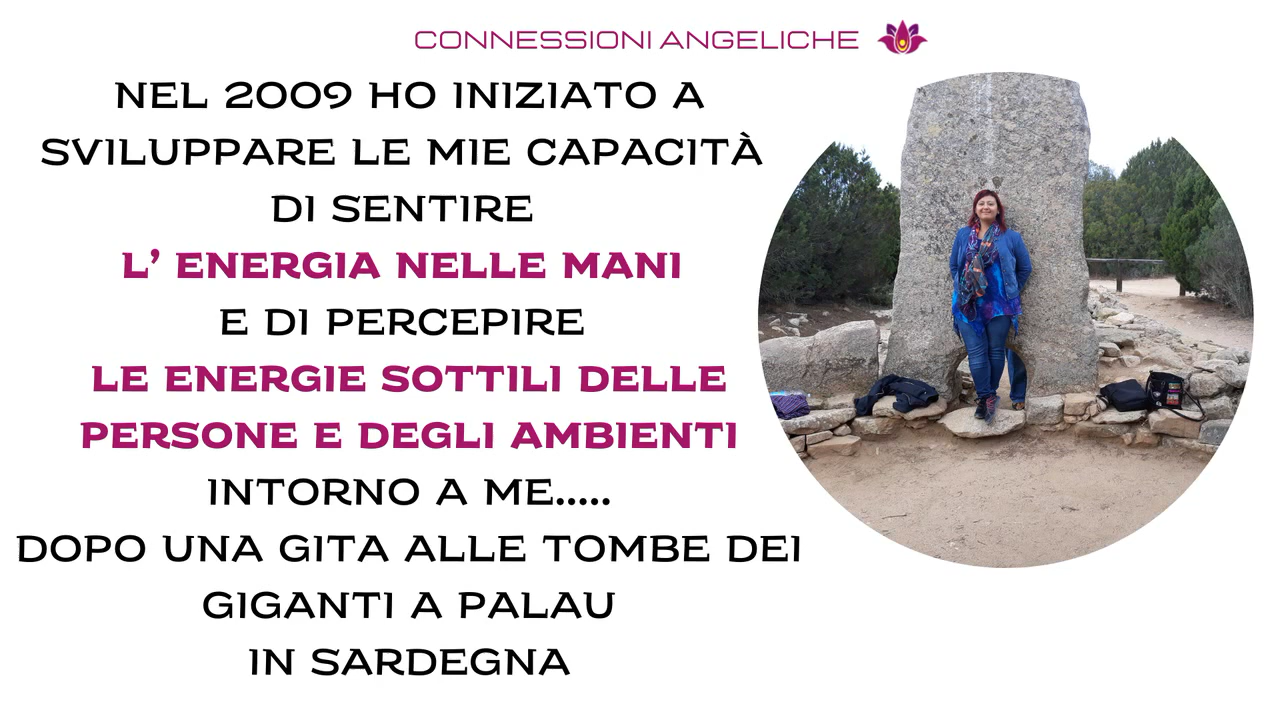 CONNESSIONI ANGELICHE
NEL 2009 HO INIZIATO A
SVILUPPARE LE MIE CAPACITÀ
DI SENTIRE
L' ENERGIA NELLE MANI
E DI PERCEPIRE
LE ENERGIE SOTTILI DELLE
PERSONE E DEGLI AMBIENTI
INTORNO A ME.....
DOPO UNA GITA ALLE TOMBE DEI
GIGANTI A PALAU
IN SARDEGNA